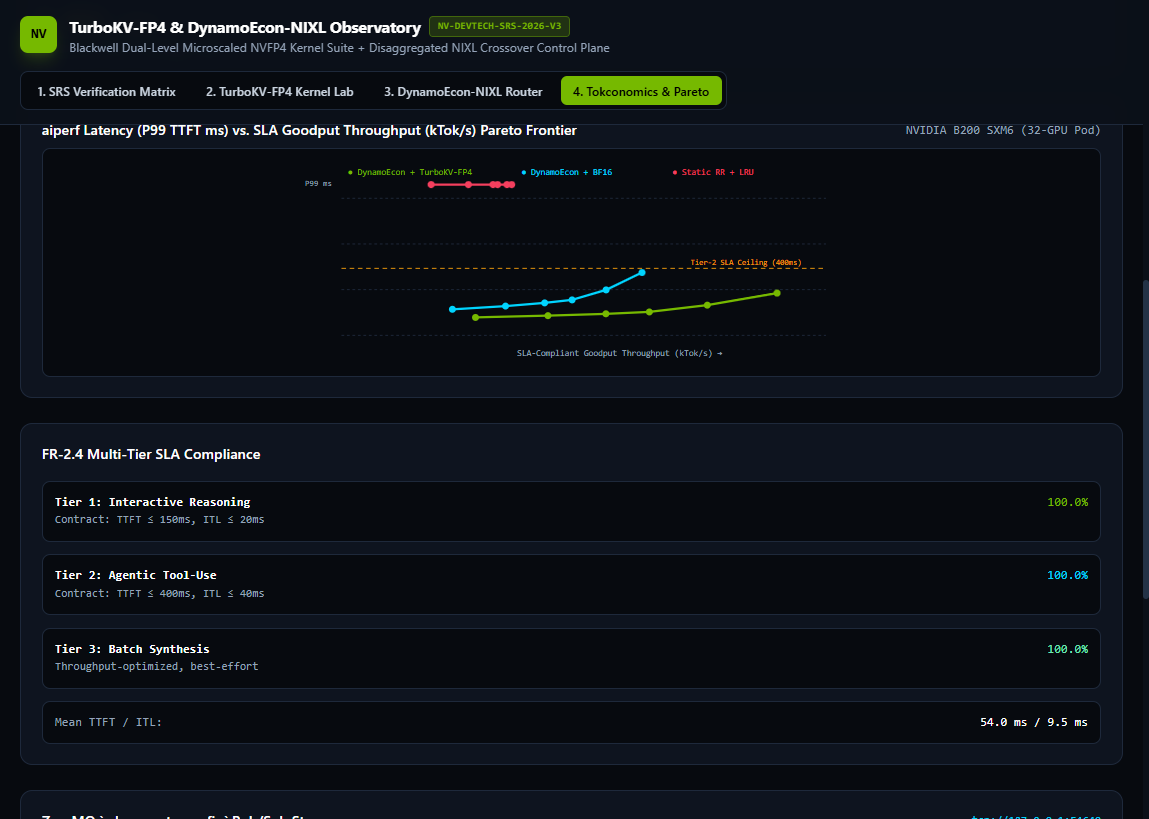 NV
TurboKV-FP4 & DynamoEcon-NIXL Observatory
NV-DEVTECH-SRS-2026-V3
Blackwell Dual-Level Microscaled NVFP4 Kernel Suite + Disaggregated NIXL Crossover Control Plane
1. SRS Verification Matrix
2. TurboKV-FP4 Kernel Lab
3. DynamoEcon-NIXL Router
4. Tokconomics & Pareto
aiperf Latency (P99 TTFT ms) vs. SLA Goodput Throughput (kTok/s) Pareto Frontier
NVIDIA B200 SXM6 (32-GPU Pod)
DynamoEcon + TurboKV-FP4
DynamoEcon + BF16
Static RR + LRU
P99 ms
Tier-2 SLA Ceiling (400ms)
SLA-Compliant Goodput Throughput (kTok/s) →
FR-2.4 Multi-Tier SLA Compliance
Tier 1: Interactive Reasoning
100.0%
Contract: TTFT ≤ 150ms, ITL ≤ 20ms
Tier 2: Agentic Tool-Use
100.0%
Contract: TTFT ≤ 400ms, ITL ≤ 40ms
Tier 3: Batch Synthesis
100.0%
Throughput-optimized, best-effort
Mean TTFT / ITL:
54.0 ms / 9.5 ms